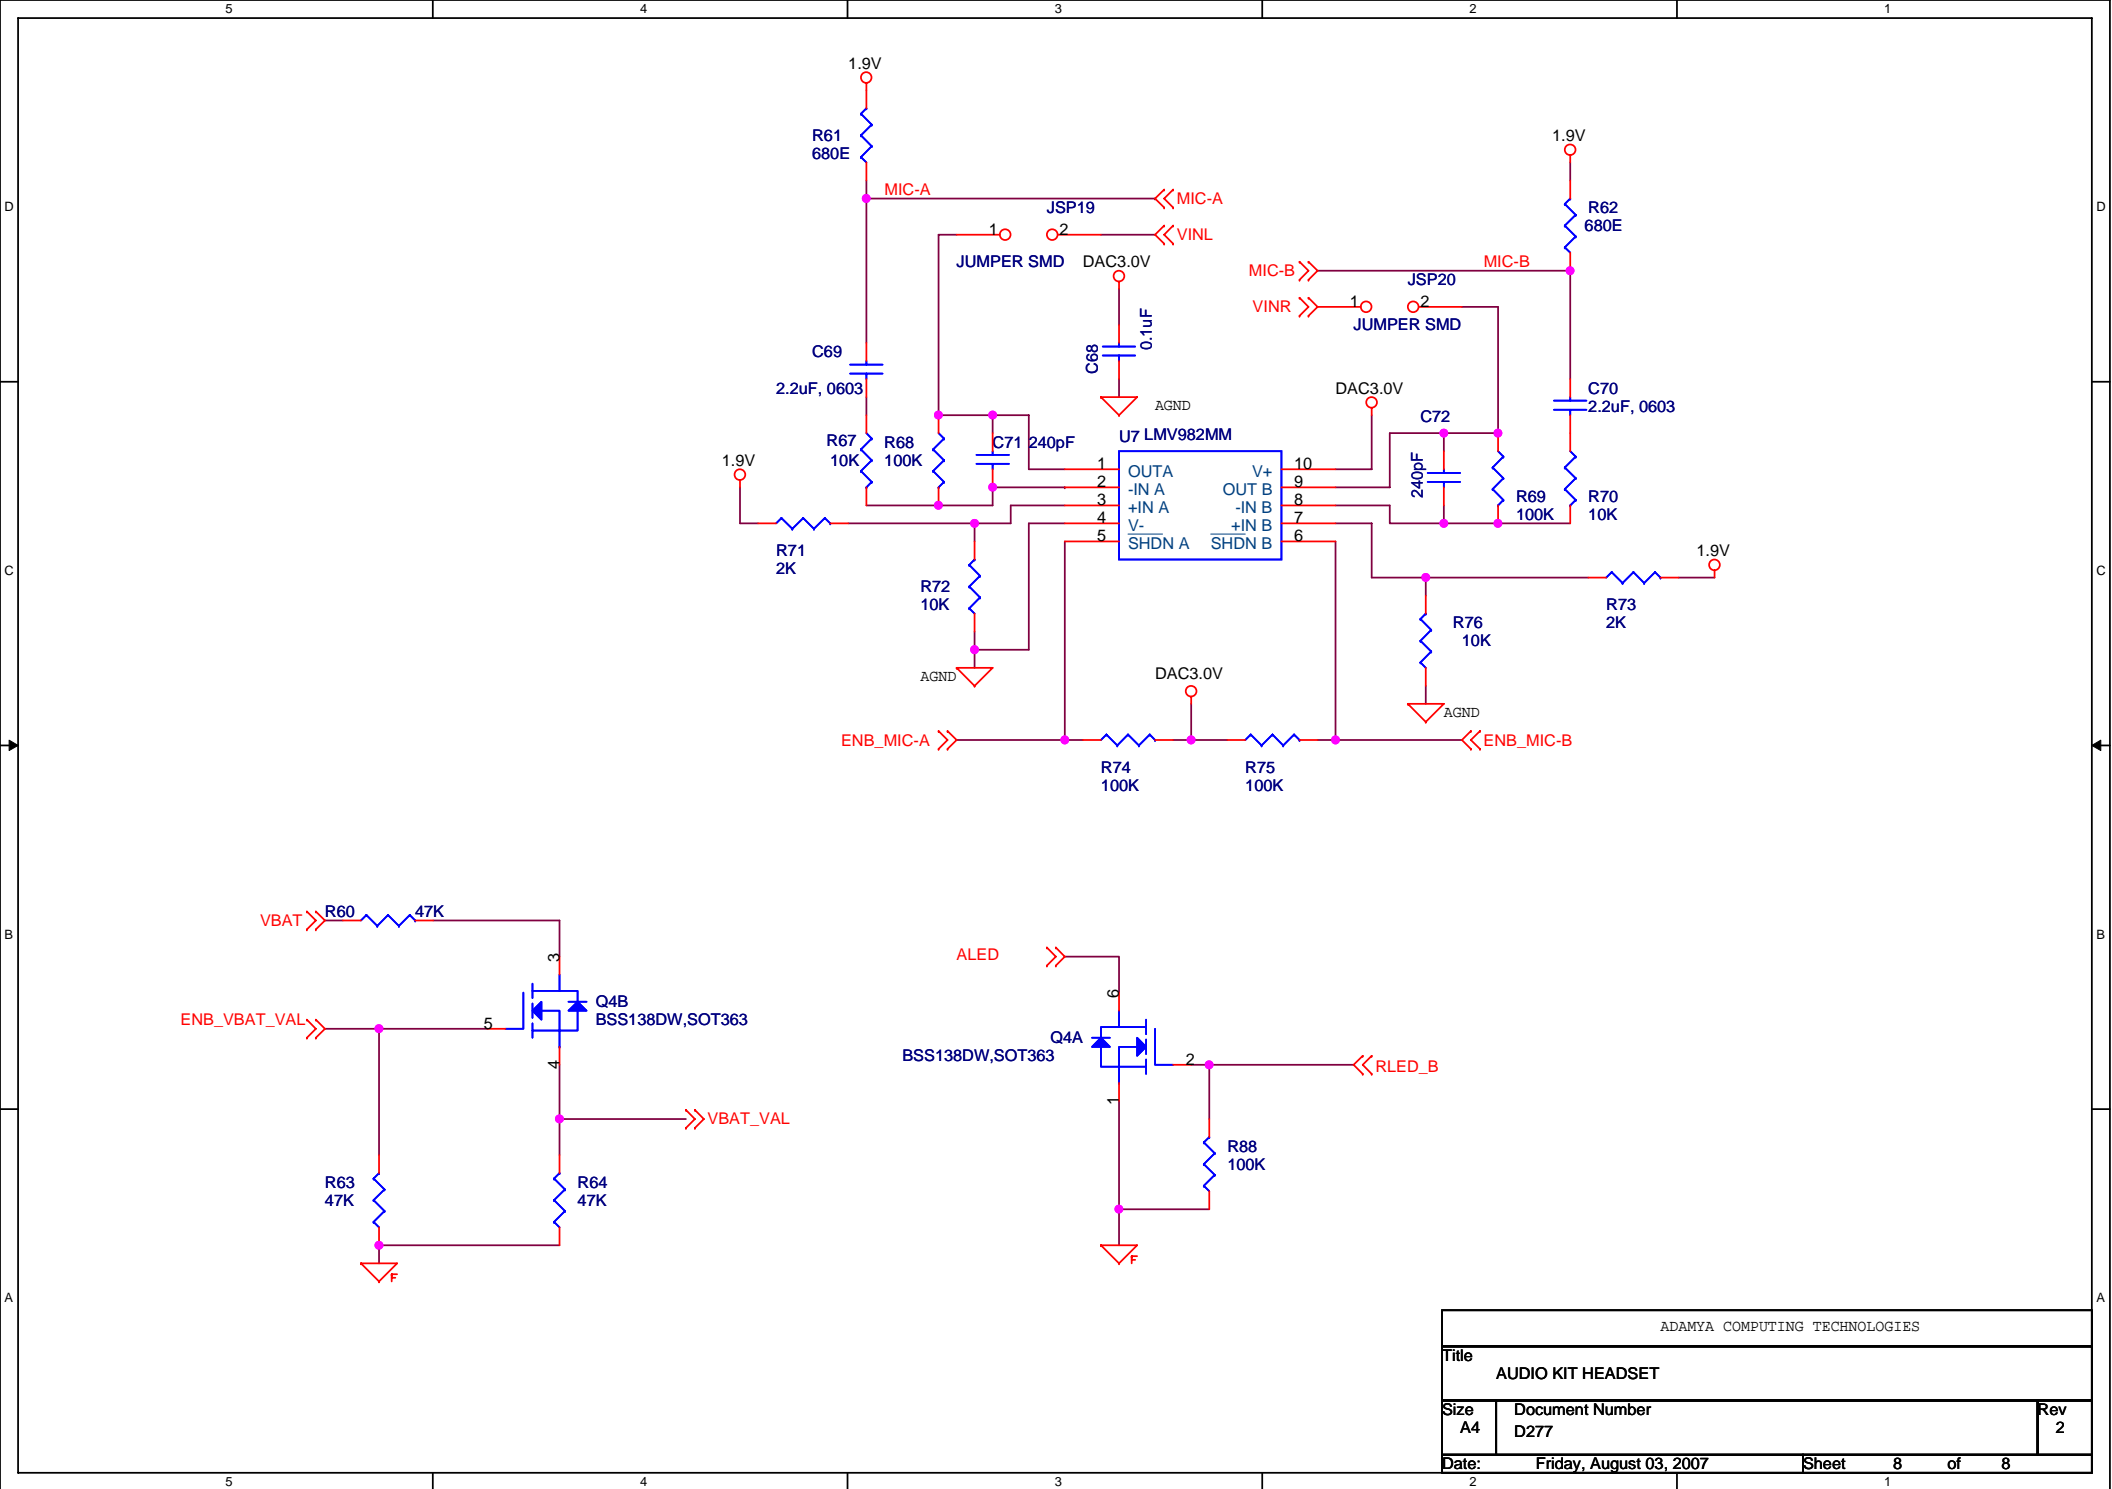 5 4 3 2 1
D
D
C
C
B
B
A
A
1.9V
R61
680E
MIC-A
MIC-A
JSP19
1
2
VINL
JUMPER SMD
DAC3.0V
C68
0.1uF
AGND
C69
2.2uF, 0603
R67
10K
R68
100K
C71 240pF
1.9V
R71
2K
R72
10K
AGND
U7 LMV982MM
1 OUTA
2 -IN A
3 +IN A
4 V-
5 SHDN A
V+ 10
OUT B 9
-IN B 8
+IN B 7
SHDN B 6
1.9V
R62
680E
MIC-B
MIC-B
JSP20
VINR
1
2
JUMPER SMD
DAC3.0V
C72
240pF
C70
2.2uF, 0603
R69
100K
R70
10K
1.9V
R73
2K
R76
10K
AGND
DAC3.0V
ENB_MIC-A
ENB_MIC-B
R74
100K
R75
100K
VBAT
R60
47K
3
Q4B
BSS138DW,SOT363
ENB_VBAT_VAL
5
4
VBAT_VAL
R63
47K
R64
47K
F
ALED
6
Q4A
BSS138DW,SOT363
2
RLED_B
1
R88
100K
F
ADAMYA COMPUTING TECHNOLOGIES
Title
AUDIO KIT HEADSET
Size
A4
Document Number
D277
Rev
2
Date: Friday, August 03, 2007
Sheet 8 of 8
5 4 3 2 1